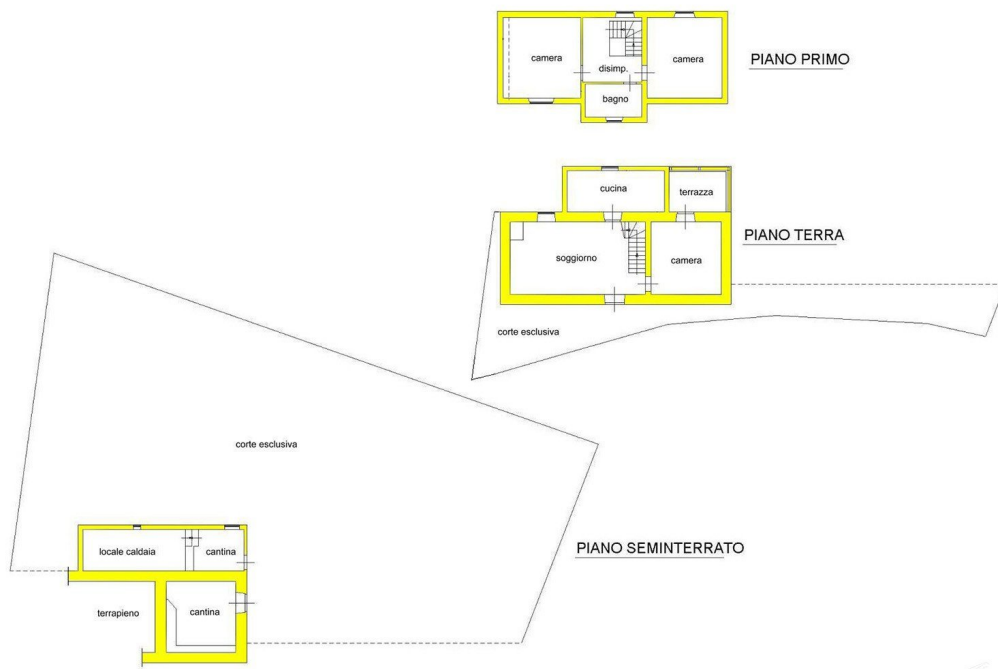 camera
disimp.
camera
bagno
PIANO PRIMO
cucina
terrazza
soggiorno
camera
PIANO TERRA
corte esclusiva
corte esclusiva
locale caldaia
cantina
PIANO SEMINTERRATO
terrapieno
cantina